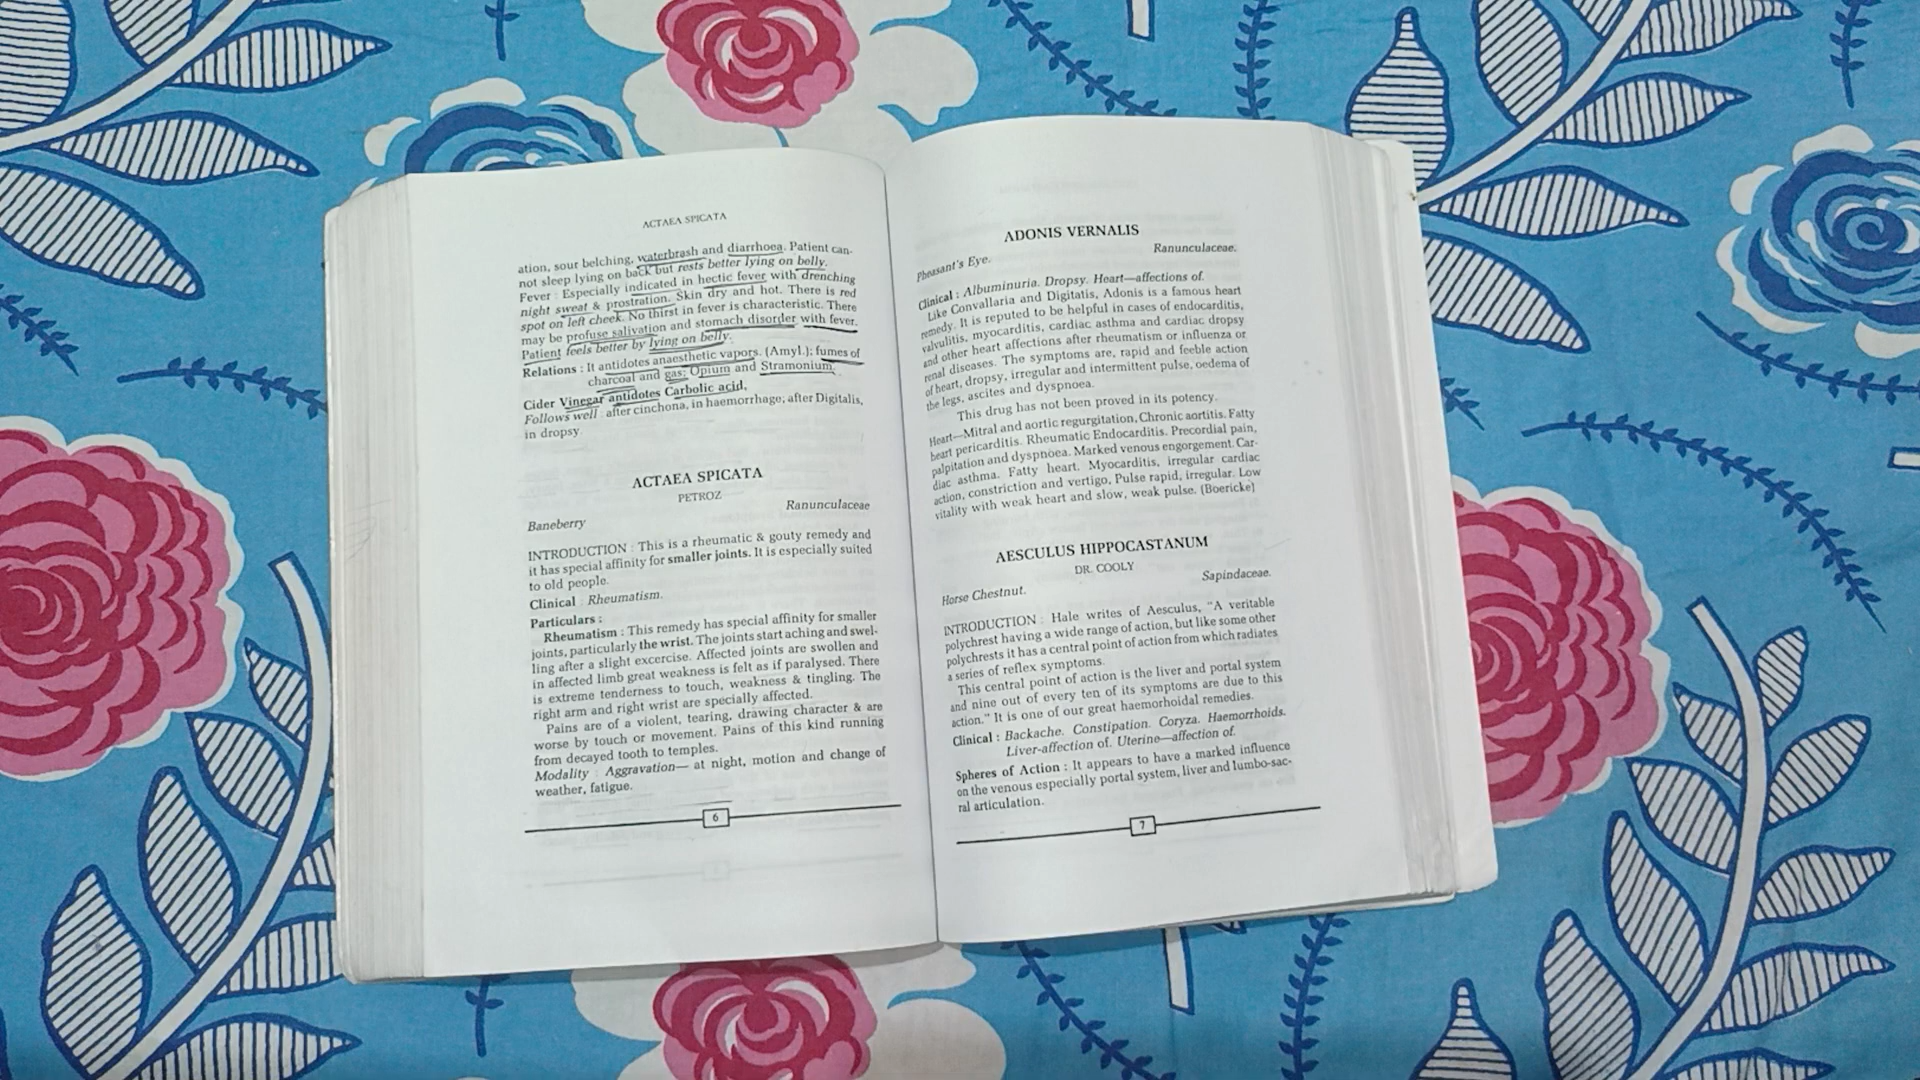 ACTAEA SPICATA
ation, sour belching, waterbrash and diarrhoea. Patient can-
not sleep lying on back but rests better lying on belly.
Fever : Especially indicated in hectic fever with drenching
night sweat & prostration. Skin dry and hot. There is red
spot on left cheek. No thirst in fever is characteristic. There
may be profuse salivation and stomach disorder with fever.
Patient feels better by lying on belly.
Relations : It antidotes anaesthetic vapors. (Amyl.); fumes of
charcoal and gas; Opium and Stramonium.
Cider Vinegar antidotes Carbolic acid,
Follows well : after cinchona, in haemorrhage; after Digitalis,
in dropsy.
ACTAEA SPICATA
PETROZ
Ranunculaceae
Baneberry
INTRODUCTION : This is a rheumatic & gouty remedy and
it has special affinity for smaller joints. It is especially suited
to old people.
Clinical : Rheumatism.
Particulars :
Rheumatism : This remedy has special affinity for smaller
joints, particularly the wrist. The joints start aching and swel-
ling after a slight excercise. Affected joints are swollen and
in affected limb great weakness is felt as if paralysed. There
is extreme tenderness to touch, weakness & tingling. The
right arm and right wrist are specially affected.
Pains are of a violent, tearing, drawing character & are
worse by touch or movement. Pains of this kind running
from decayed tooth to temples.
Modality : Aggravation— at night, motion and change of
weather, fatigue.
6
ADONIS VERNALIS
Ranunculaceae.
Pheasant's Eye.
Clinical : Albuminuria. Dropsy. Heart—affections of.
Like Convallaria and Digitatis, Adonis is a famous heart
remedy. It is reputed to be helpful in cases of endocarditis,
valvulitis, myocarditis, cardiac asthma and cardiac dropsy
and other heart affections after rheumatism or influenza or
renal diseases. The symptoms are, rapid and feeble action
of heart, dropsy, irregular and intermittent pulse, oedema of
the legs, ascites and dyspnoea.
This drug has not been proved in its potency.
Heart—Mitral and aortic regurgitation, Chronic aortitis. Fatty
heart pericarditis. Rheumatic Endocarditis. Precordial pain,
palpitation and dyspnoea. Marked venous engorgement. Car-
diac asthma. Fatty heart. Myocarditis, irregular cardiac
action, constriction and vertigo, Pulse rapid, irregular. Low
vitality with weak heart and slow, weak pulse. (Boericke)
AESCULUS HIPPOCASTANUM
DR. COOLY
Sapindaceae.
Horse Chestnut.
INTRODUCTION : Hale writes of Aesculus, "A veritable
polychrest having a wide range of action, but like some other
polychrests it has a central point of action from which radiates
a series of reflex symptoms.
This central point of action is the liver and portal system
and nine out of every ten of its symptoms are due to this
action." It is one of our great haemorhoidal remedies.
Clinical : Backache. Constipation. Coryza. Haemorrhoids.
Liver-affection of. Uterine—affection of.
Spheres of Action : It appears to have a marked influence
on the venous especially portal system, liver and lumbo-sac-
ral articulation.
7